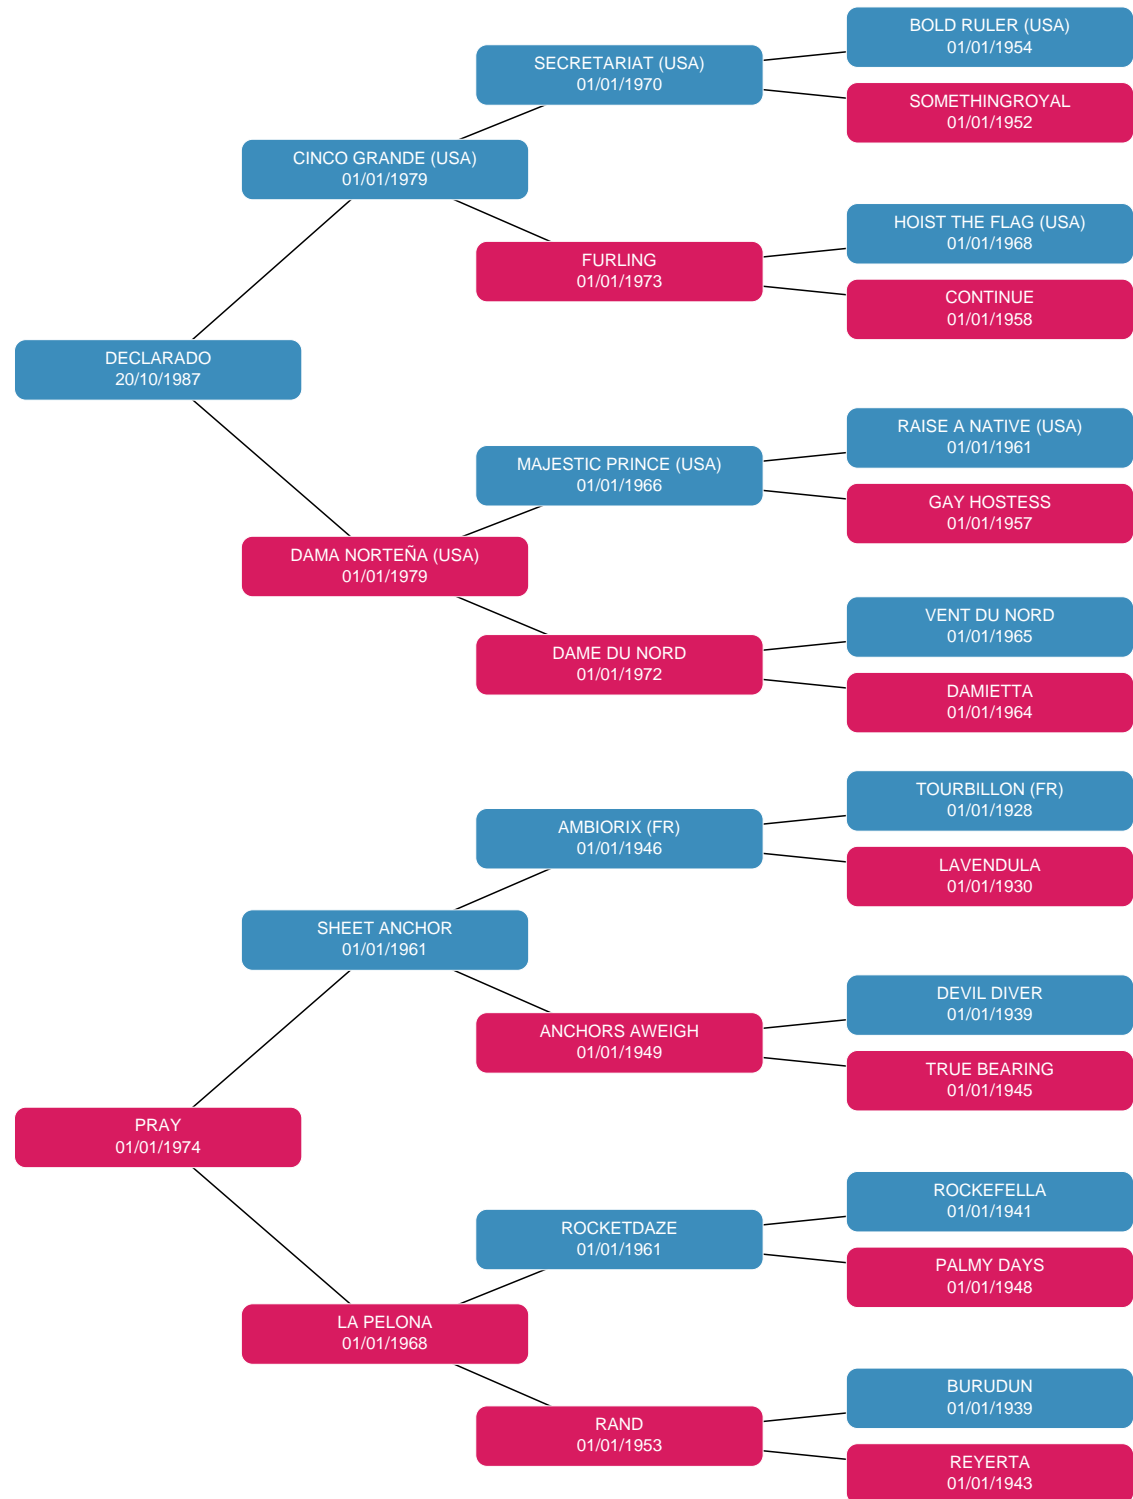 BOLD RULER (USA)
01/01/1954
SECRETARIAT (USA)
01/01/1970
SOMETHINGROYAL
01/01/1952
CINCO GRANDE (USA)
01/01/1979
HOIST THE FLAG (USA)
01/01/1968
FURLING
01/01/1973
CONTINUE
01/01/1958
DECLARADO
20/10/1987
RAISE A NATIVE (USA)
01/01/1961
MAJESTIC PRINCE (USA)
01/01/1966
GAY HOSTESS
01/01/1957
DAMA NORTEÑA (USA)
01/01/1979
VENT DU NORD
01/01/1965
DAME DU NORD
01/01/1972
DAMIETTA
01/01/1964
TOURBILLON (FR)
01/01/1928
AMBIORIX (FR)
01/01/1946
LAVENDULA
01/01/1930
SHEET ANCHOR
01/01/1961
DEVIL DIVER
01/01/1939
ANCHORS AWEIGH
01/01/1949
TRUE BEARING
01/01/1945
PRAY
01/01/1974
ROCKEFELLA
01/01/1941
ROCKETDAZE
01/01/1961
PALMY DAYS
01/01/1948
LA PELONA
01/01/1968
BURUDUN
01/01/1939
RAND
01/01/1953
REYERTA
01/01/1943